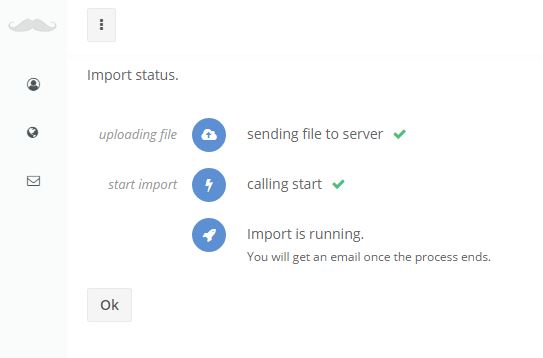 Import status.
uploading file sending file to server
start import calling start
Import is running.
You will get an email once the process ends.
Ok